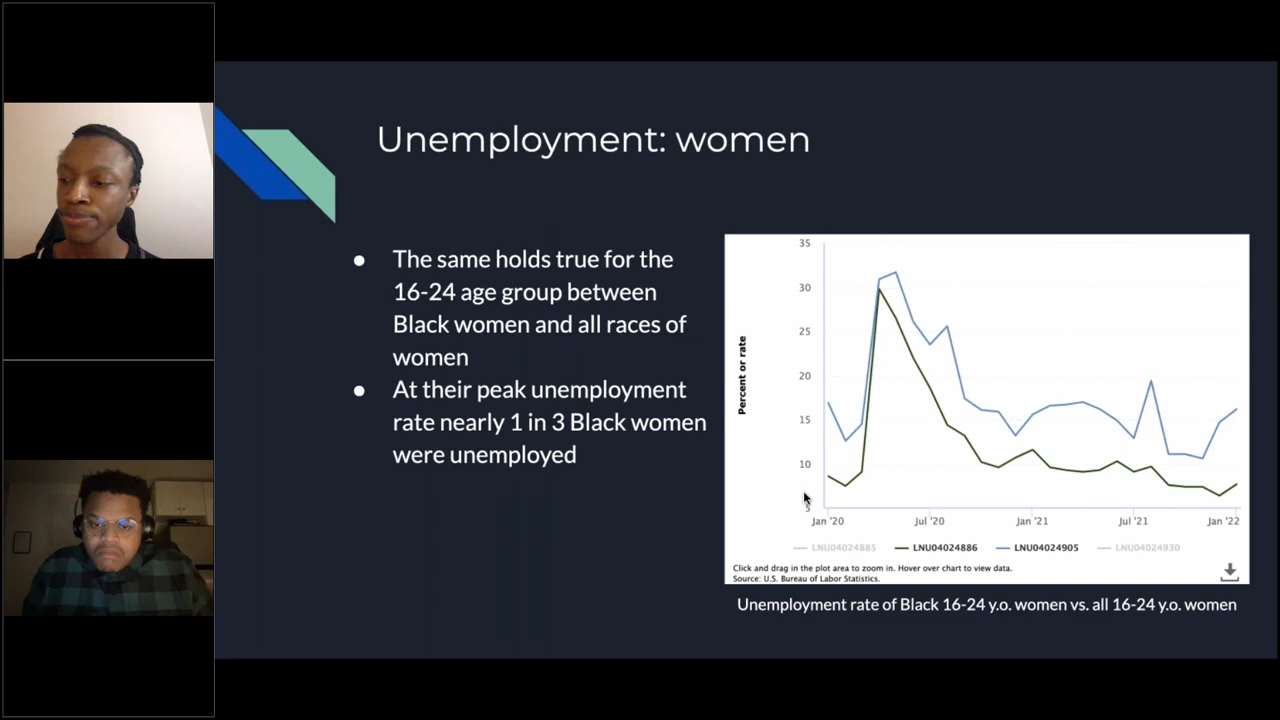 Unemployment: women
● The same holds true for the
16-24 age group between
Black women and all races of
women
● At their peak unemployment
rate nearly 1 in 3 Black women
were unemployed
35
30
25
20
15
10
5
Percent or rate
Jan '20 Jul '20 Jan '21 Jul '21 Jan '22
LNU04024885 LNU04024886 LNU04024905 LNU04024930
Click and drag in the plot area to zoom in. Hover over chart to view data.
Source: U.S. Bureau of Labor Statistics.
Unemployment rate of Black 16-24 y.o. women vs. all 16-24 y.o. women